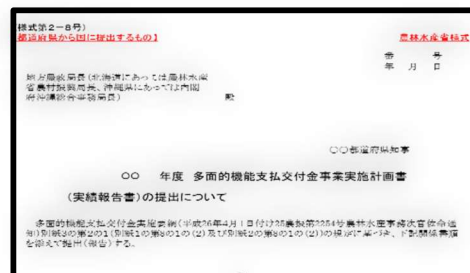 様式第2－8号）
【都道府県から国に提出するもの】
農林水産省様式
番　　号
年　月　日
地方農政局長（北海道にあっては農林水産
省農村振興局長、沖縄県にあっては内閣
府沖縄総合事務局長）　殿
○○都道府県知事
○○　年度　多面的機能支払交付金事業実施計画書
（実績報告書）の提出について
多面的機能支払交付金実施要綱（平成26年4月1日付け25農振第2254号農林水産事務次官依命通
知）別紙3の第2の1（別紙1の第8の1の（2）及び別紙2の第8の1の（2））の規定に基づき、下記関係書類
を添えて提出（報告）する。